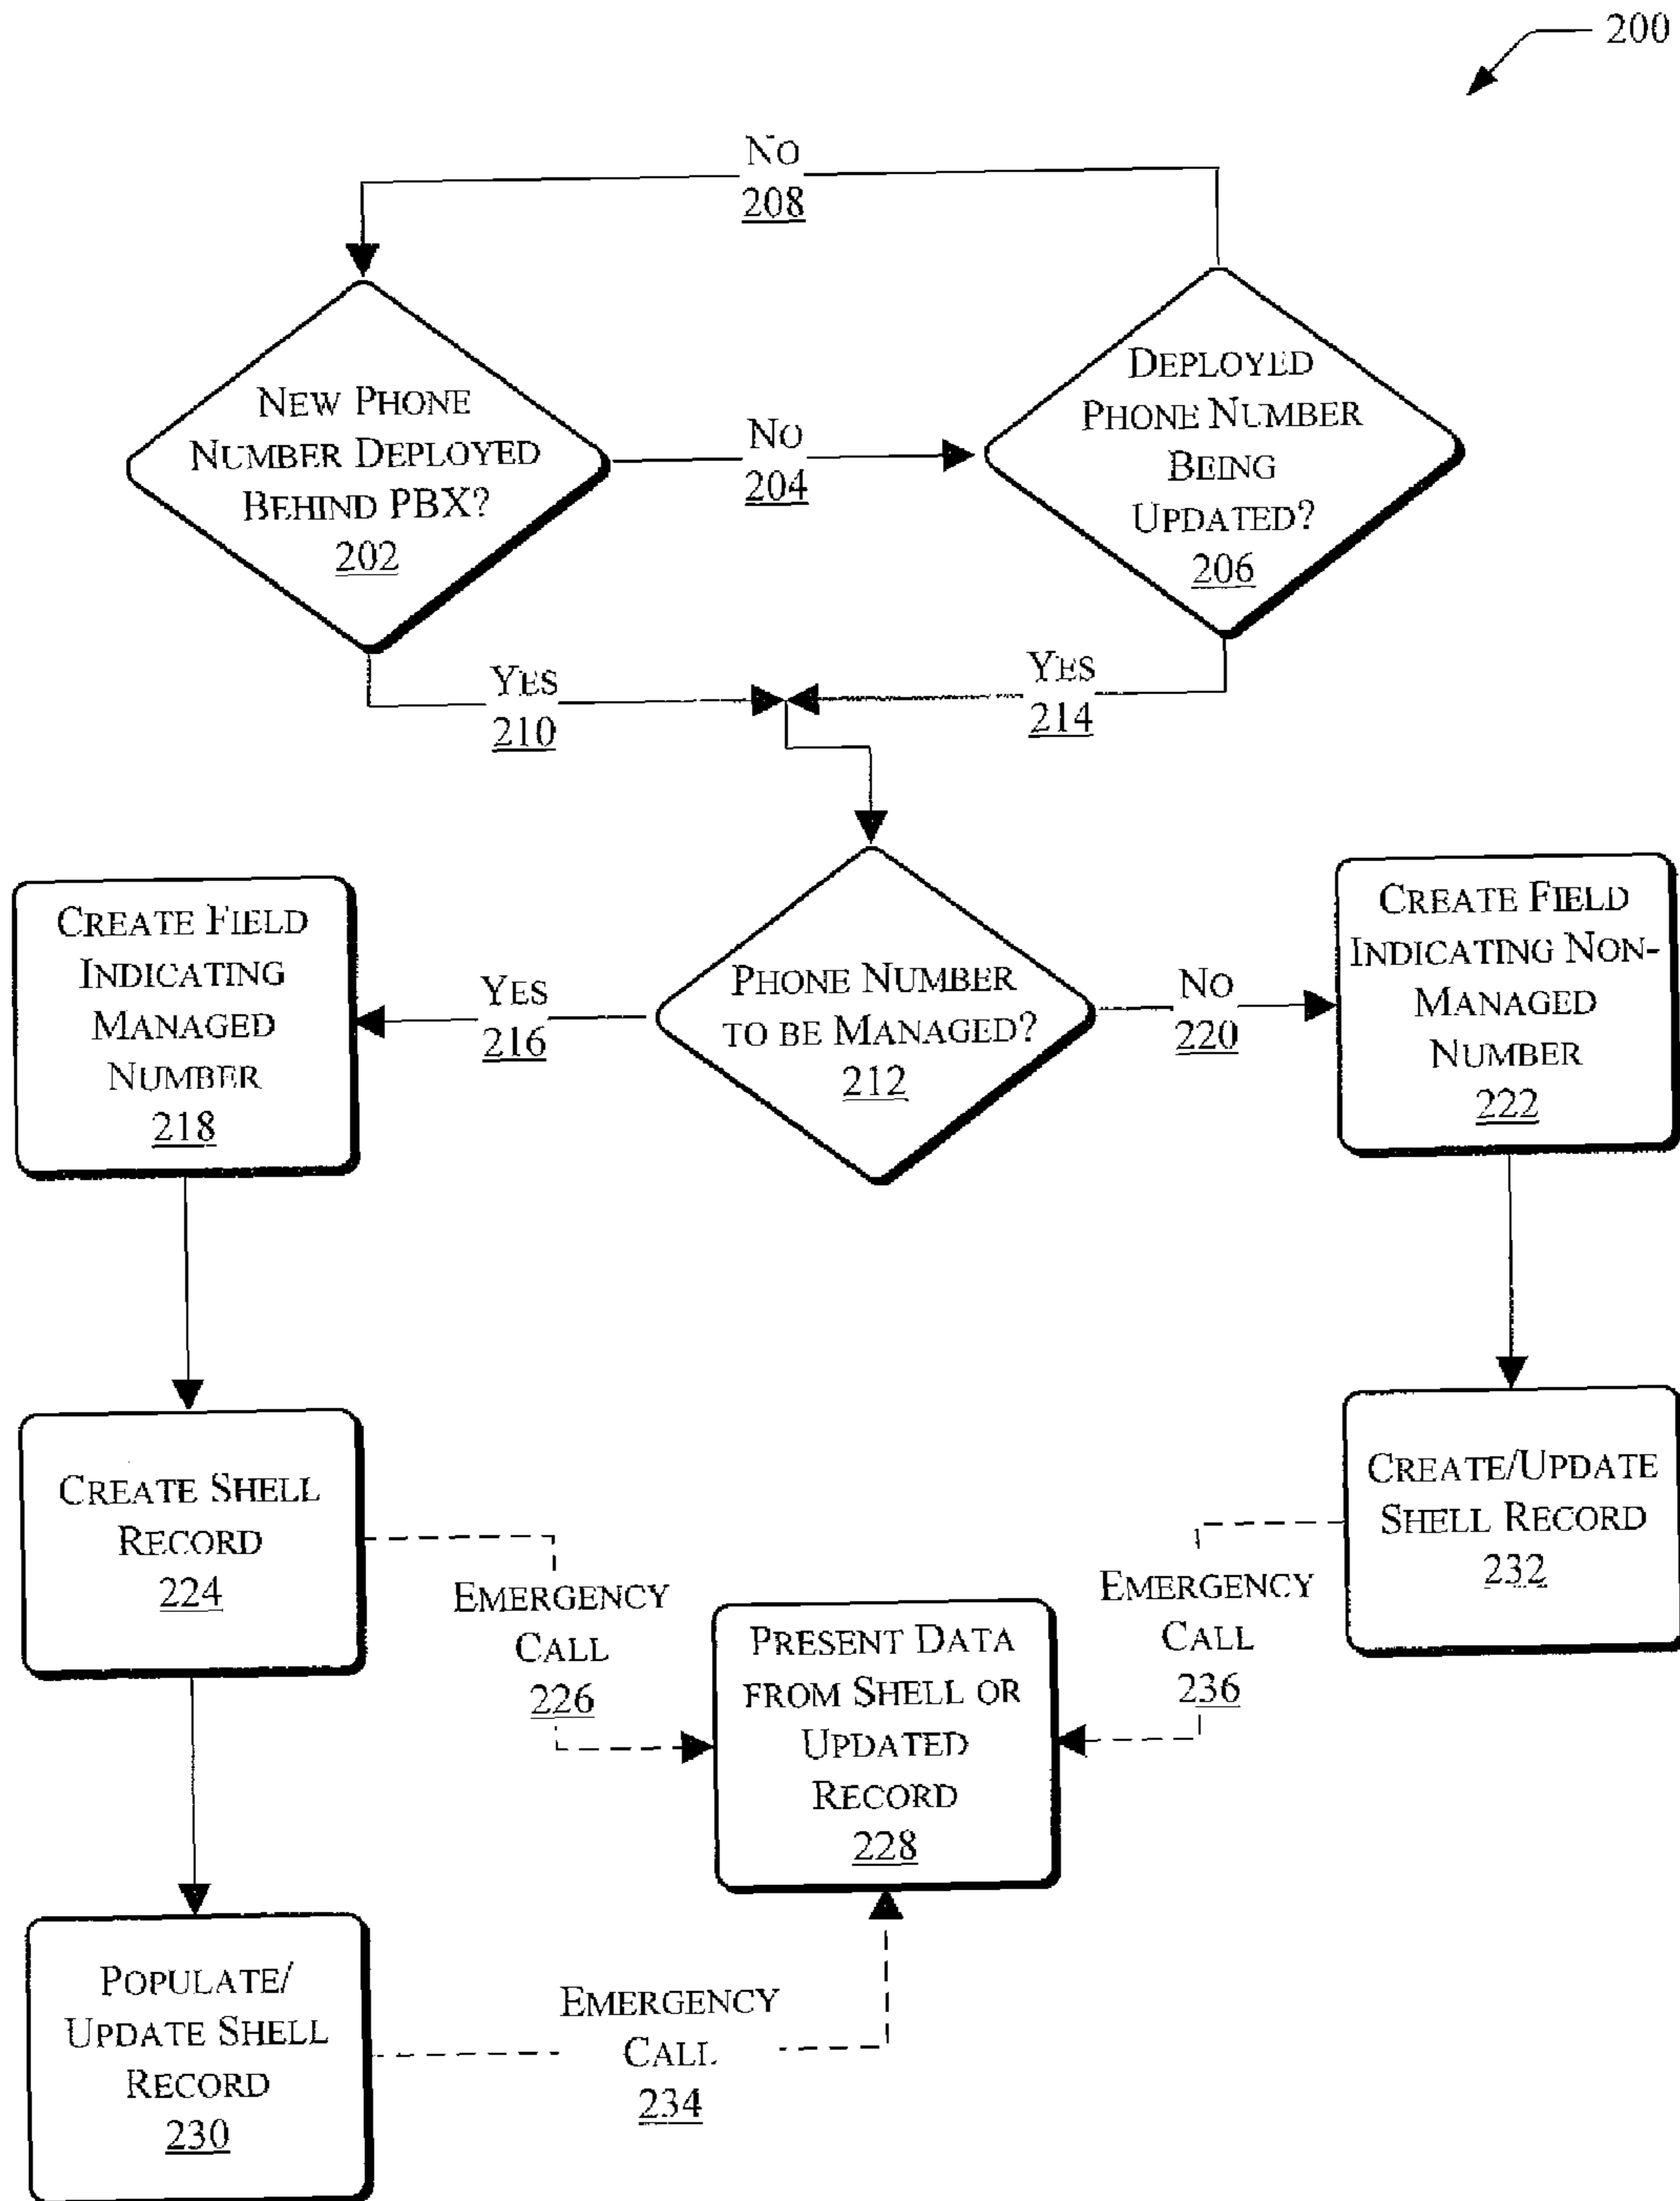 200
No
208
New Phone
Number Deployed
Behind PBX?
202
No
204
Deployed
Phone Number
Being
Updated?
206
Yes
210
Yes
214
Create Field
Indicating
Managed
Number
218
Yes
216
Phone Number
to be Managed?
212
No
220
Create Field
Indicating Non-
Managed
Number
222
Create Shell
Record
224
Emergency
Call
226
Present Data
from Shell or
Updated
Record
228
Emergency
Call
236
Create/Update
Shell Record
232
Populate/
Update Shell
Record
230
Emergency
Call
234